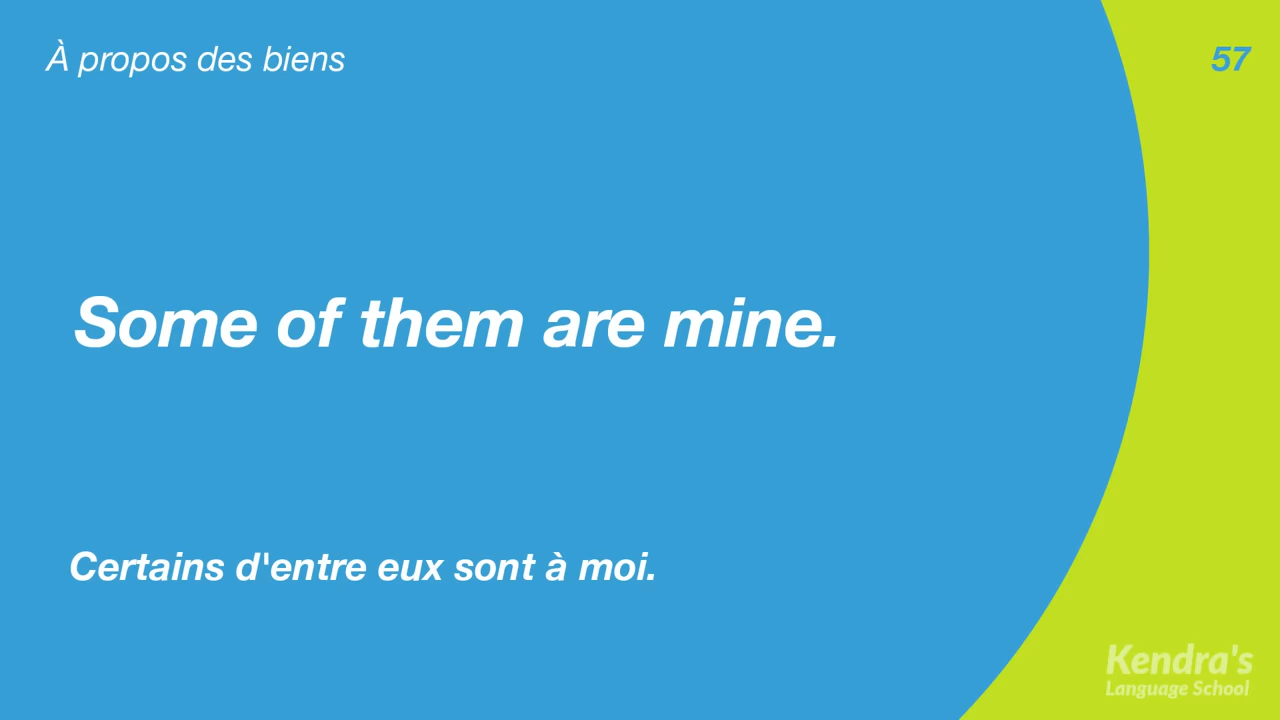 À propos des biens
57
Some of them are mine.
Certains d'entre eux sont à moi.
Kendra's
Language School